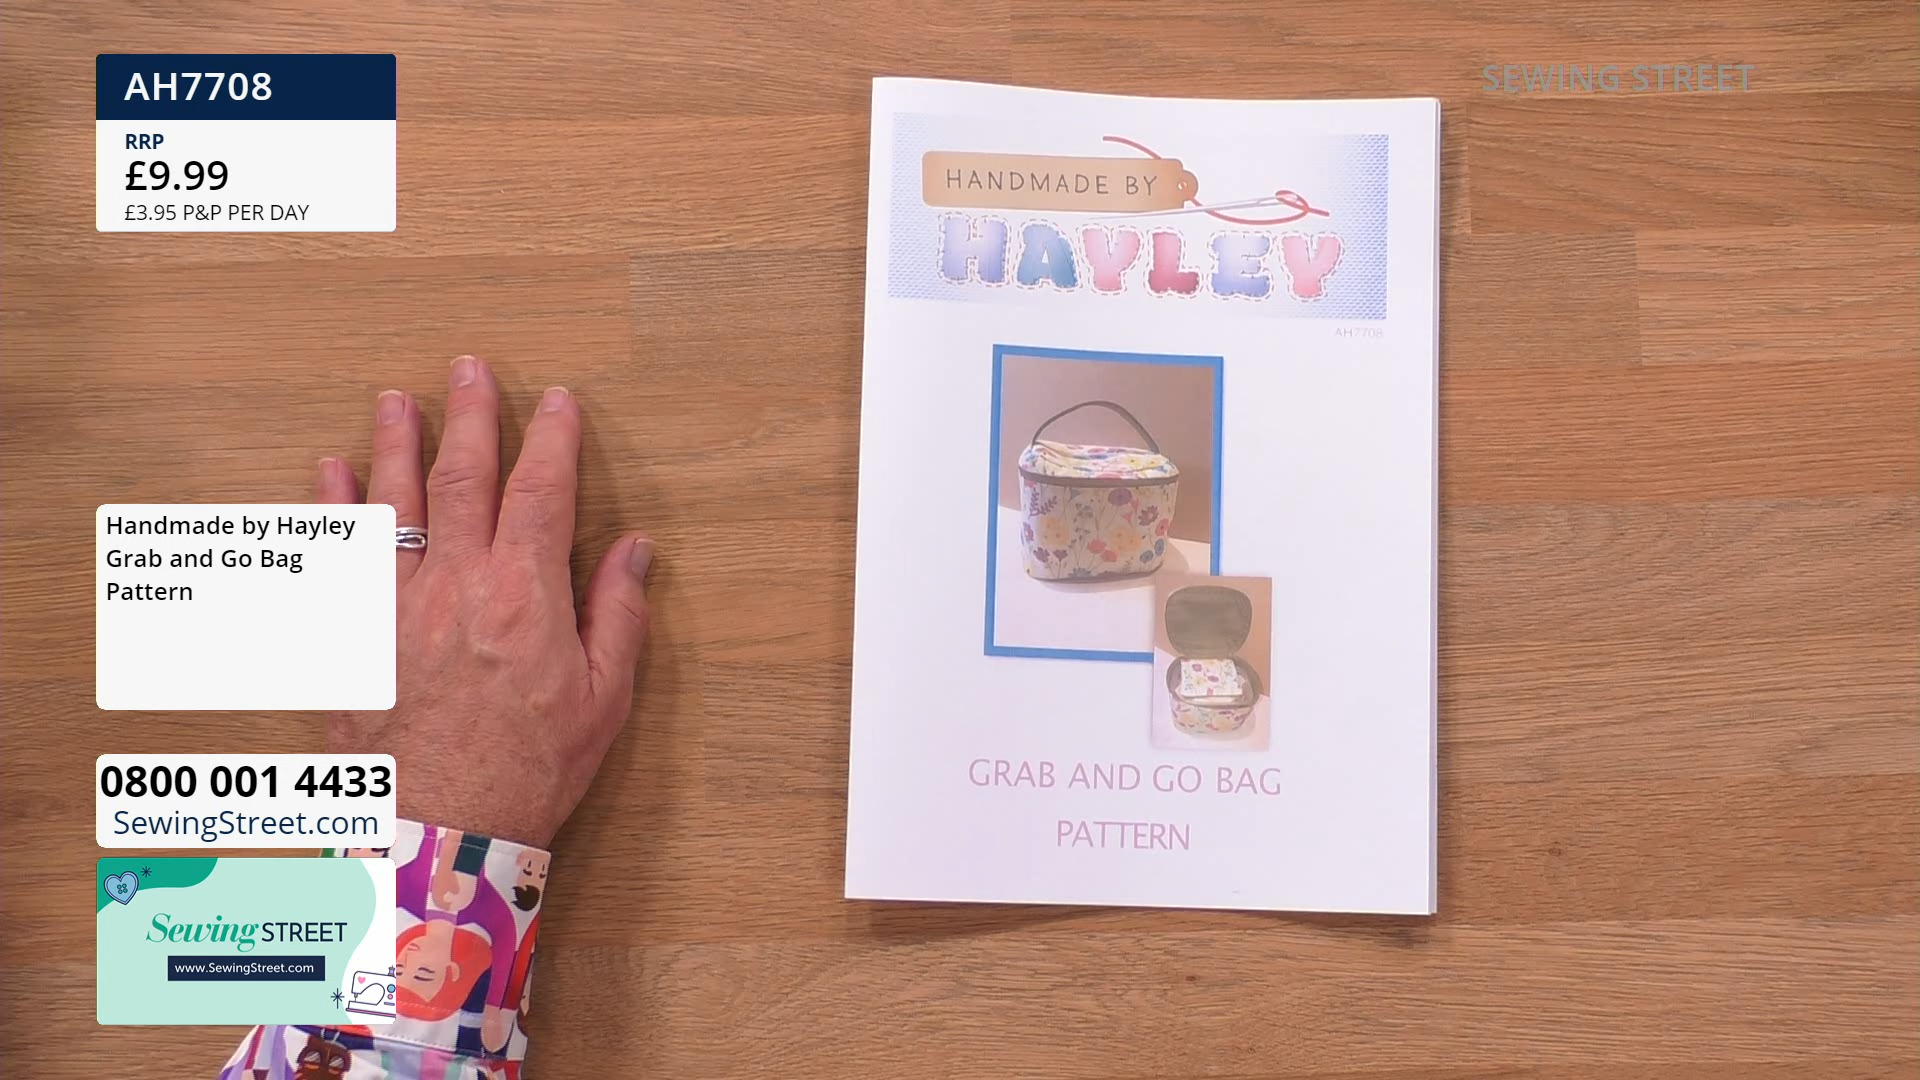 AH7708
RRP
£9.99
£3.95 P&P PER DAY
SEWING STREET
HANDMADE BY
HAYLEY
AH7708
Handmade by Hayley
Grab and Go Bag
Pattern
GRAB AND GO BAG
PATTERN
0800 001 4433
SewingStreet.com
Sewing STREET
www.SewingStreet.com